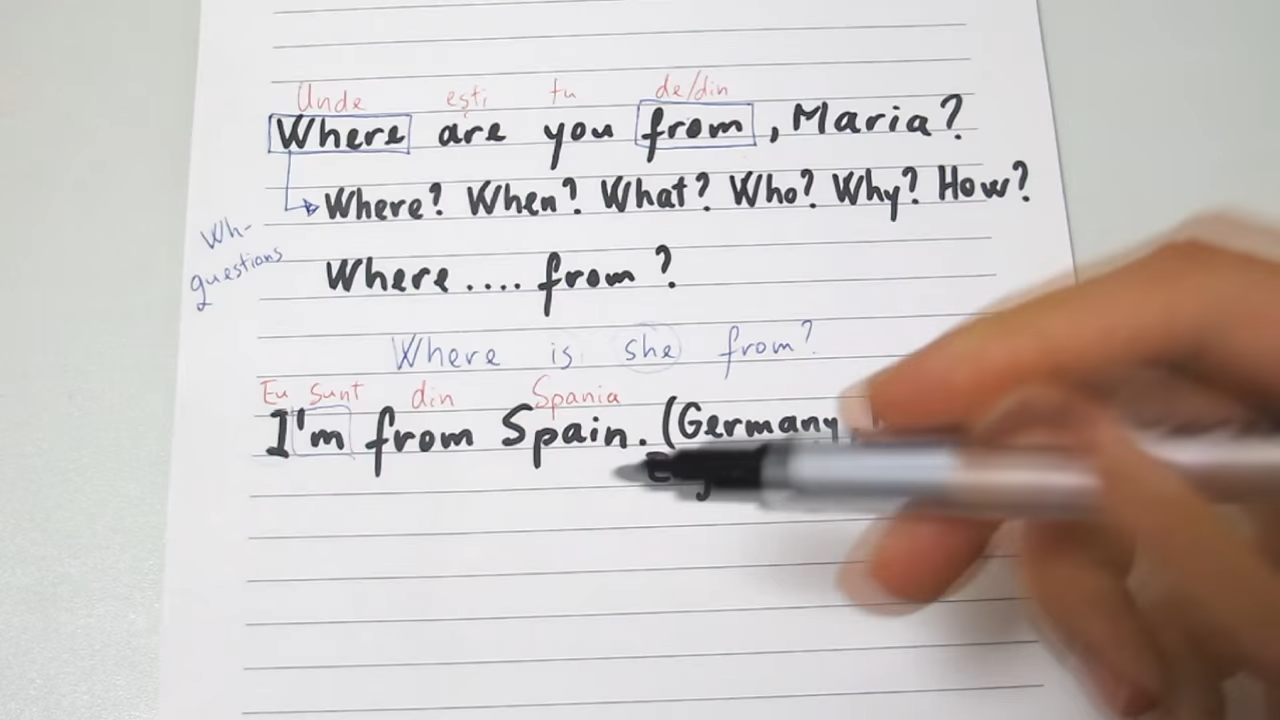 Unde ești tu de/din
Where are you from, Maria?
Where? When? What? Who? Why? How?
Wh-
questions
Where.... from?
Where is she from?
Eu sunt din Spania
I'm from Spain. (Germany,